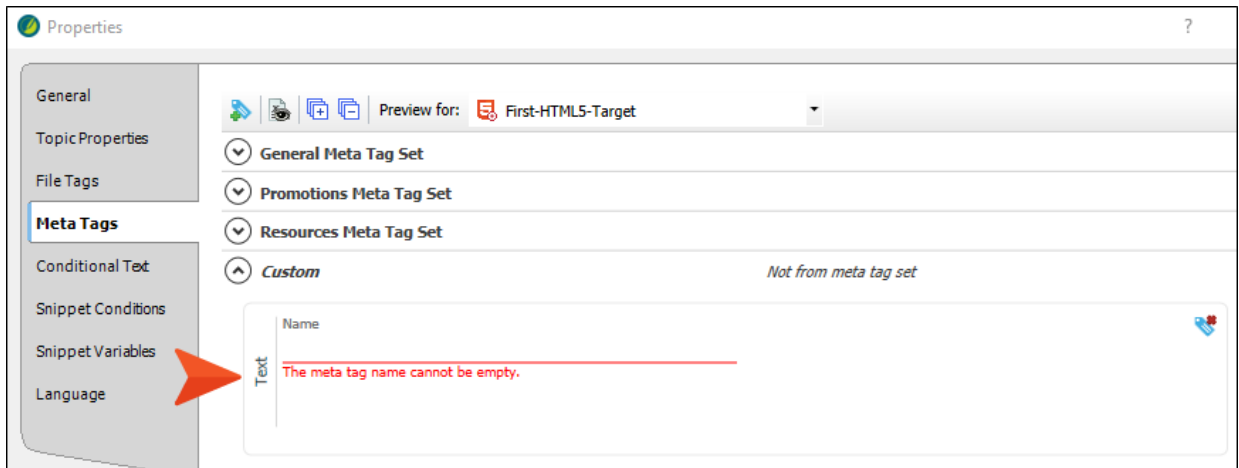 Properties
?
General
Topic Properties
File Tags
Meta Tags
Conditional Text
Snippet Conditions
Snippet Variables
Language
Preview for: First-HTML5-Target
General Meta Tag Set
Promotions Meta Tag Set
Resources Meta Tag Set
Custom Not from meta tag set
Name
Text
The meta tag name cannot be empty.